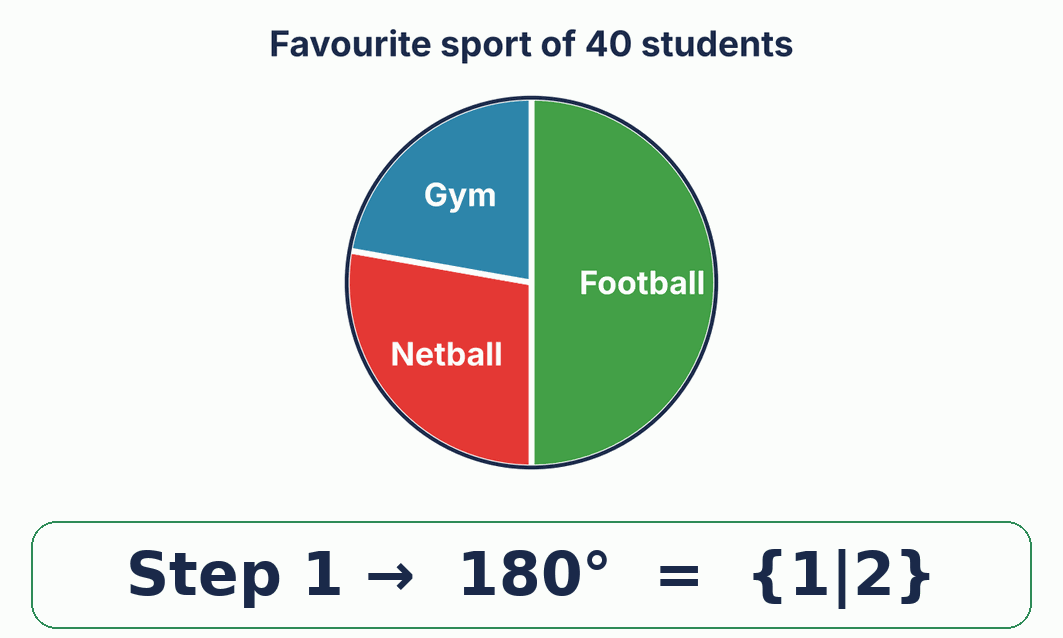 Favourite sport of 40 students
Gym
Football
Netball
Step 1 → 180° = {1|2}